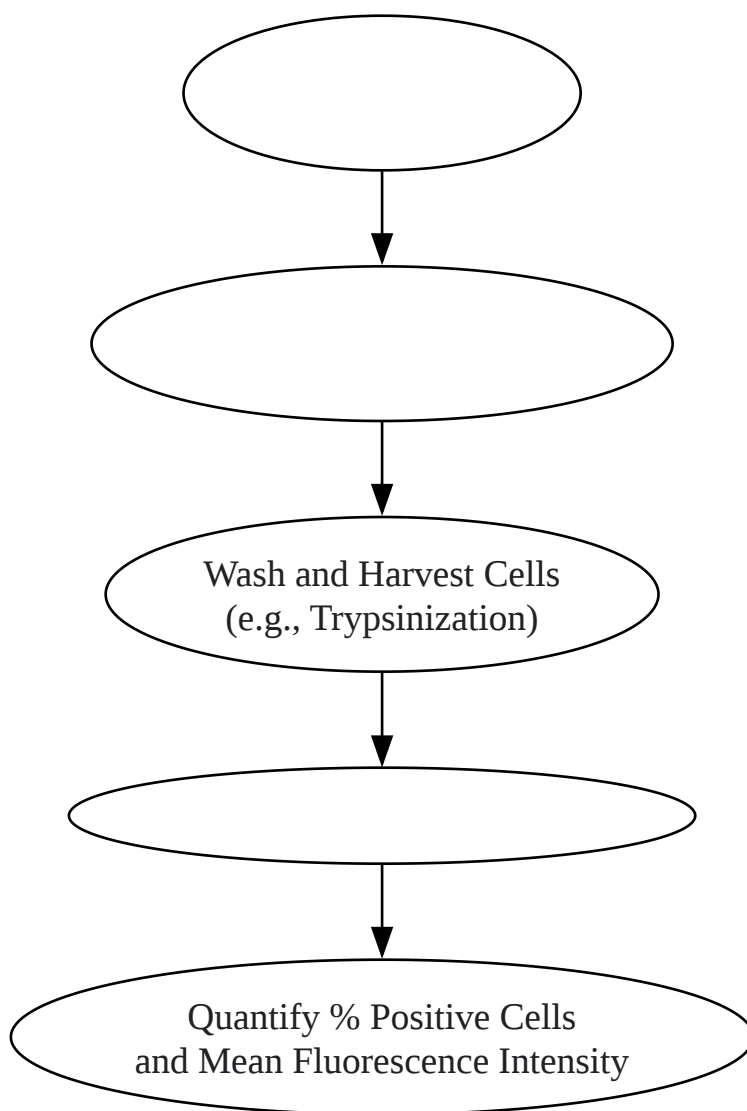 Wash and Harvest Cells
(e.g., Trypsinization)
Quantify % Positive Cells
and Mean Fluorescence Intensity